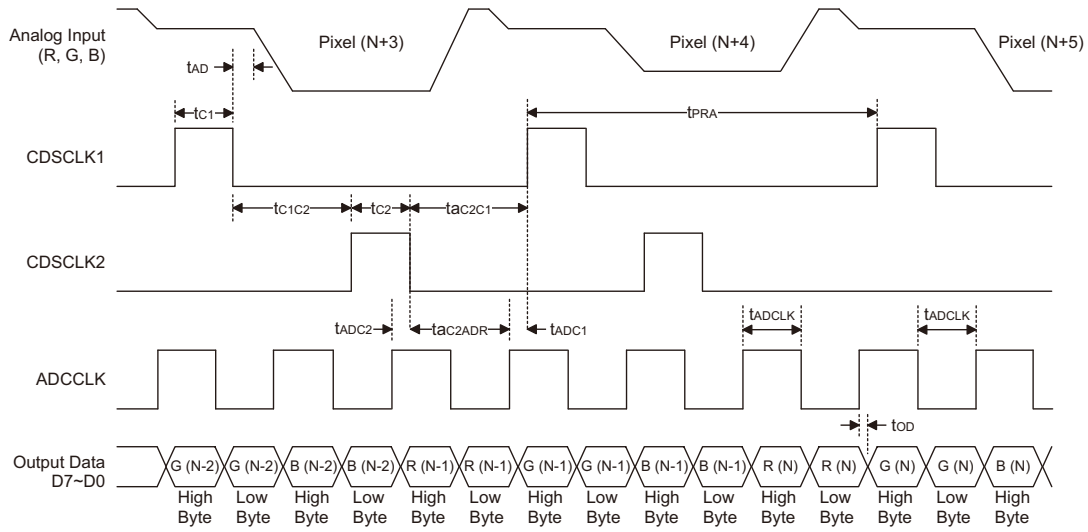 Analog Input
(R, G, B)
Pixel (N+3)
Pixel (N+4)
Pixel (N+5)
tAD
tC1
tPRA
CDSCLK1
tC1C2
tC2
taC2C1
CDSCLK2
tADC2
taC2ADR
tADC1
tADCLK
tADCLK
ADCCLK
tOD
Output Data
D7~D0
G (N-2) G (N-2) B (N-2) B (N-2) R (N-1) R (N-1) G (N-1) G (N-1) B (N-1) B (N-1) R (N) R (N) G (N) G (N) B (N)
High Low High Low High Low High Low High Low High Low High Low High
Byte Byte Byte Byte Byte Byte Byte Byte Byte Byte Byte Byte Byte Byte Byte